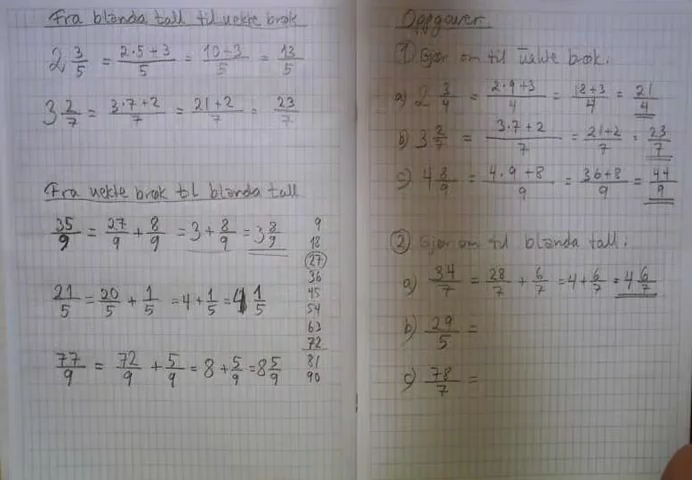 Fra blanda tall til uekte brøk
2 3/5 = 2·5+3/5 = 10+3/5 = 13/5
3 2/7 = 3·7+2/7 = 21+2/7 = 23/7
Fra uekte brøk til blanda tall
35/9 = 27/9 + 8/9 = 3 + 8/9 = 3 8/9
21/5 = 20/5 + 1/5 = 4 + 1/5 = 4 1/5
77/9 = 72/9 + 5/9 = 8 + 5/9 = 8 5/9
9
18
27
36
45
54
63
72
81
90
Oppgaver
1) Gjør om til uekte brøk.
a) 2 3/4 = 2·9+3/4 = 18+3/4 = 21/4
b) 3 2/7 = 3·7+2/7 = 21+2/7 = 23/7
c) 4 8/9 = 4·9+8/9 = 36+8/9 = 44/9
2) Gjør om til blanda tall:
a) 34/7 = 28/7 + 6/7 = 4 + 6/7 = 4 6/7
b) 29/5 =
c) 78/7 =